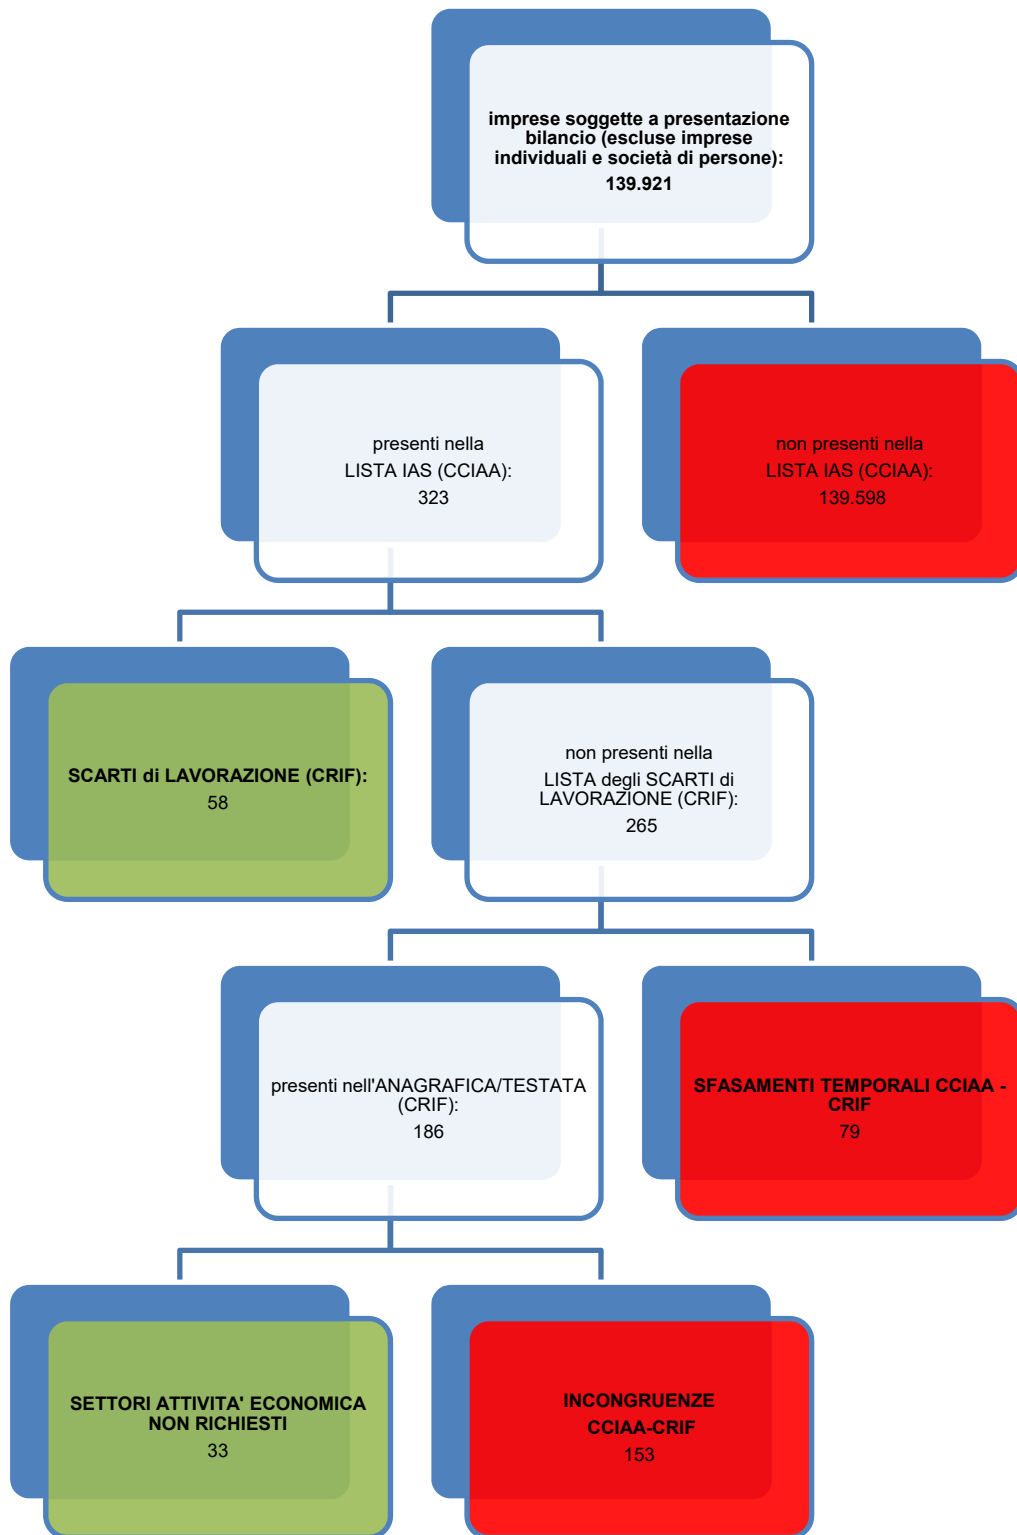 imprese soggette a presentazione
bilancio (escluse imprese
individuali e società di persone):
139.921
presenti nella
LISTA IAS (CCIAA):
323
non presenti nella
LISTA IAS (CCIAA):
139.598
SCARTI di LAVORAZIONE (CRIF):
58
non presenti nella
LISTA degli SCARTI di
LAVORAZIONE (CRIF):
265
presenti nell'ANAGRAFICA/TESTATA
(CRIF):
186
SFASAMENTI TEMPORALI CCIAA -
CRIF
79
SETTORI ATTIVITA' ECONOMICA
NON RICHIESTI
33
INCONGRUENZE
CCIAA-CRIF
153